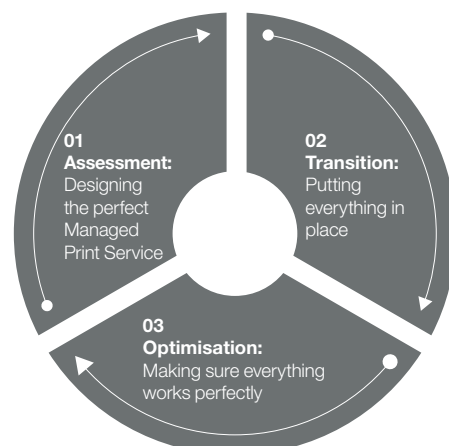 01
Assessment:
Designing
the perfect
Managed
Print Service
02
Transition:
Putting
everything in
place
03
Optimisation:
Making sure everything
works perfectly